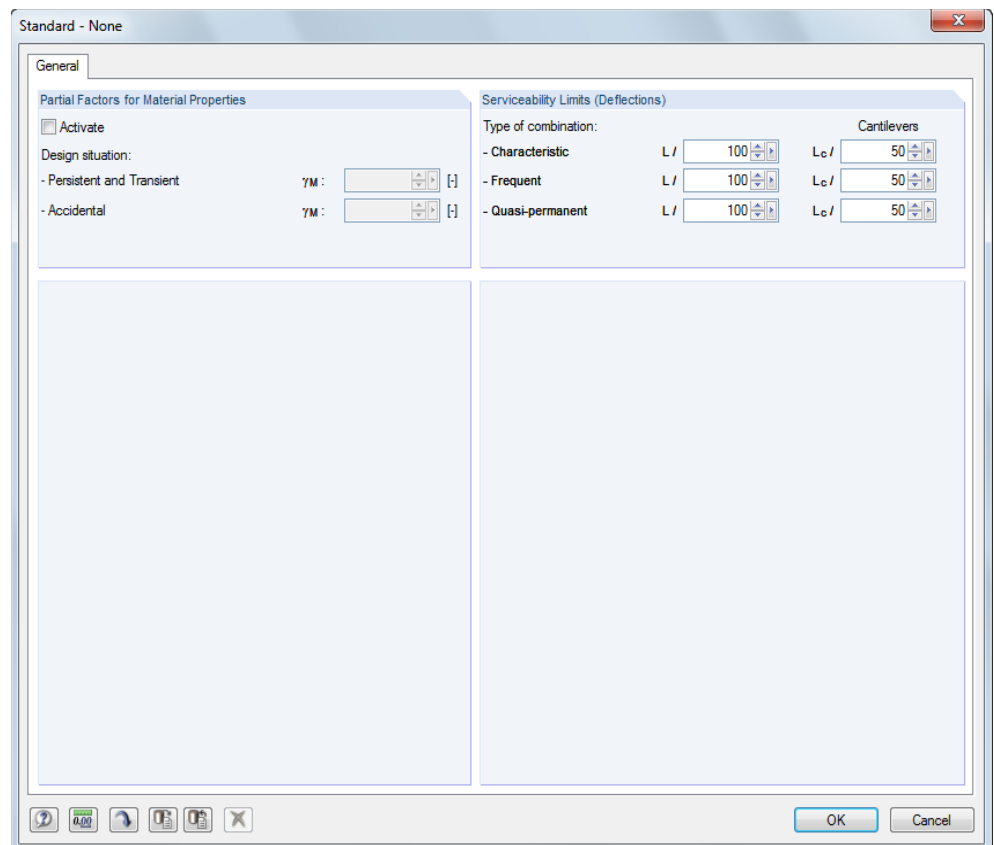 Standard - None
General
Partial Factors for Material Properties
Activate
Design situation:
- Persistent and Transient γM : [-]
- Accidental γM : [-]
Serviceability Limits (Deflections)
Type of combination: Cantilevers
- Characteristic L / 100 Lc / 50
- Frequent L / 100 Lc / 50
- Quasi-permanent L / 100 Lc / 50
0.00
OK Cancel